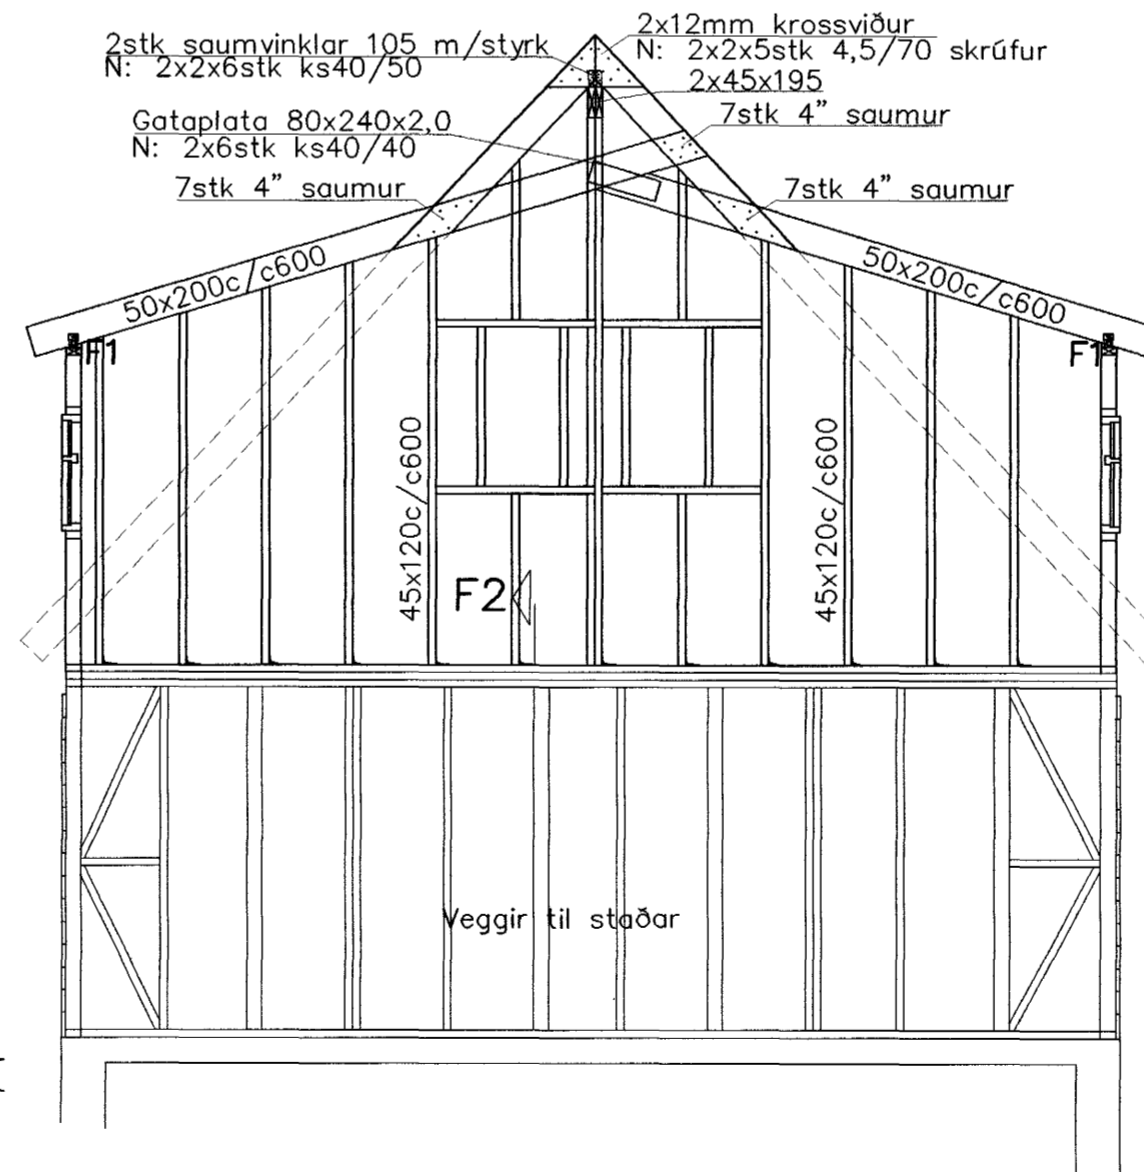 2stk saumvinklar 105 m/styrk
N: 2x2x6stk ks40/50
2x12mm krossviður
N: 2x2x5stk 4,5/70 skrúfur
2x45x195
Gataplata 80x240x2,0
N: 2x6stk ks40/40
7stk 4" saumur
7stk 4" saumur
7stk 4" saumur
50x200c/c600
50x200c/c600
F1
F1
45x120c/c600
45x120c/c600
F2
Veggir til staðar